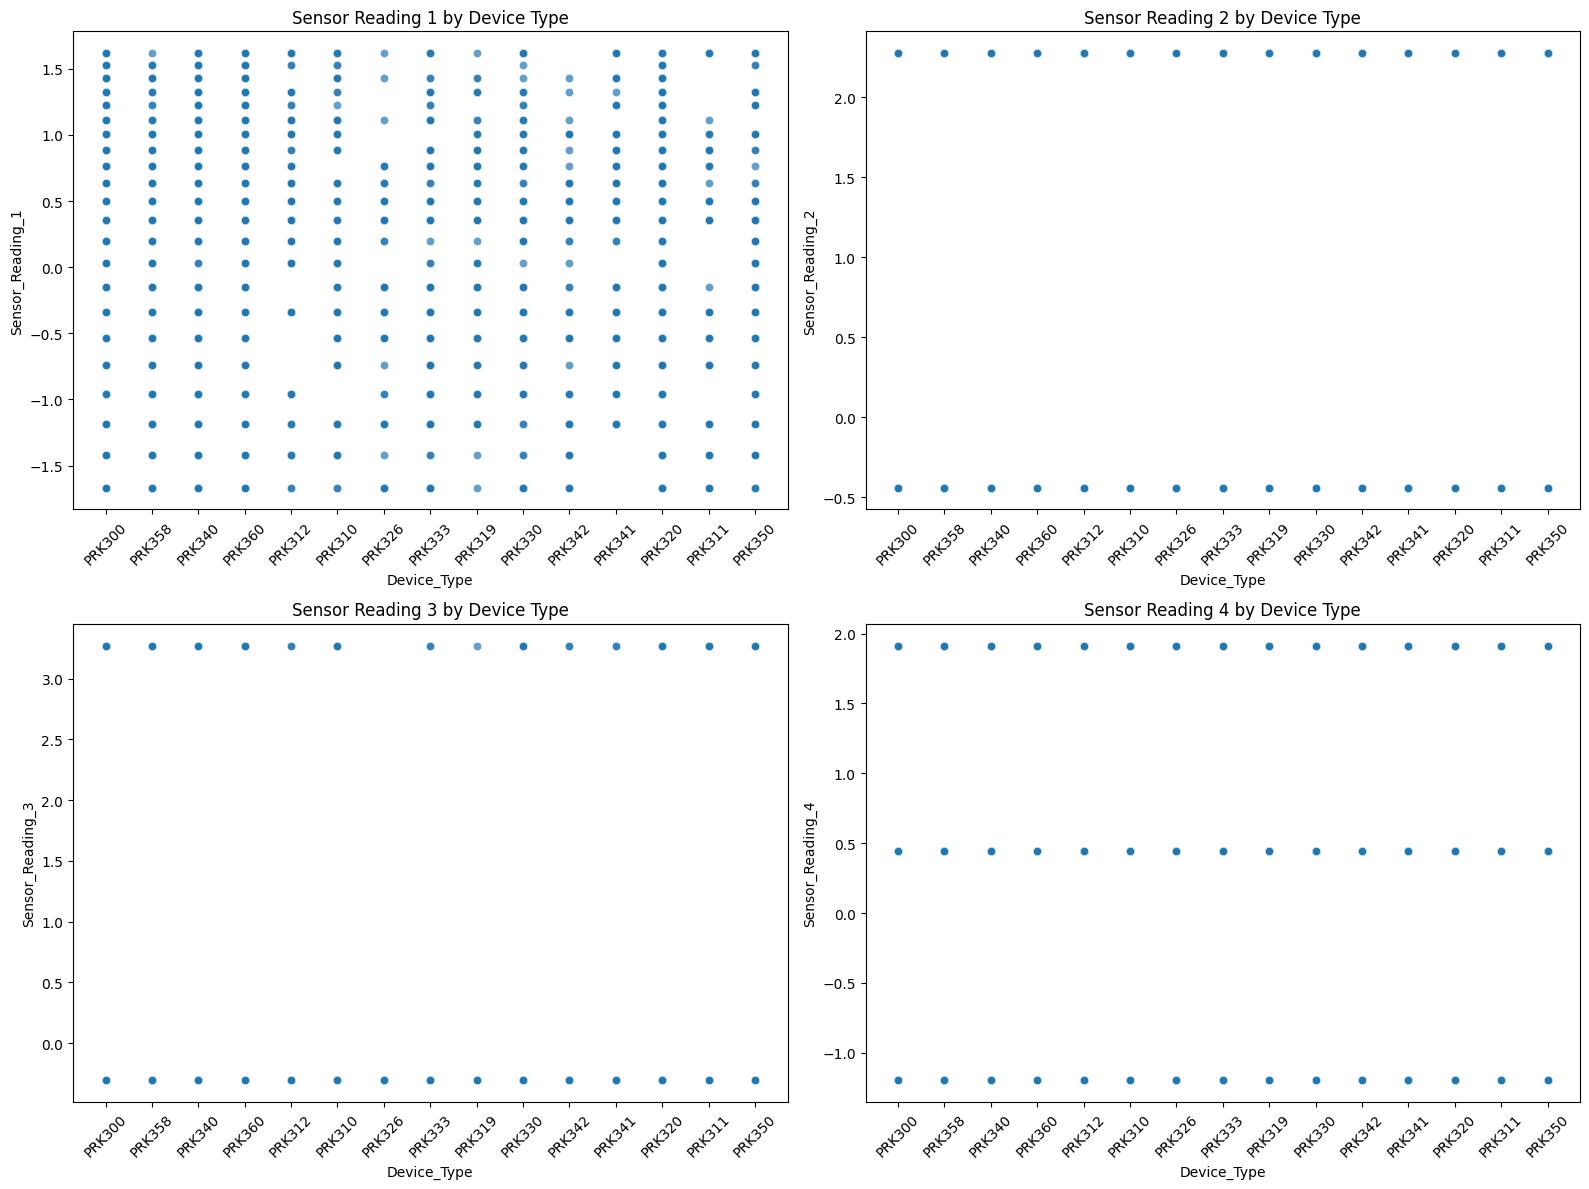 Sensor Reading 1 by Device Type
Sensor_Reading_1
1.5
1.0
0.5
0.0
−0.5
−1.0
−1.5
PRK300 PRK358 PRK340 PRK360 PRK312 PRK310 PRK326 PRK333 PRK319 PRK330 PRK342 PRK341 PRK320 PRK311 PRK350
Device_Type
Sensor Reading 2 by Device Type
Sensor_Reading_2
2.0
1.5
1.0
0.5
0.0
−0.5
PRK300 PRK358 PRK340 PRK360 PRK312 PRK310 PRK326 PRK333 PRK319 PRK330 PRK342 PRK341 PRK320 PRK311 PRK350
Device_Type
Sensor Reading 3 by Device Type
Sensor_Reading_3
3.0
2.5
2.0
1.5
1.0
0.5
0.0
PRK300 PRK358 PRK340 PRK360 PRK312 PRK310 PRK326 PRK333 PRK319 PRK330 PRK342 PRK341 PRK320 PRK311 PRK350
Device_Type
Sensor Reading 4 by Device Type
Sensor_Reading_4
2.0
1.5
1.0
0.5
0.0
−0.5
−1.0
PRK300 PRK358 PRK340 PRK360 PRK312 PRK310 PRK326 PRK333 PRK319 PRK330 PRK342 PRK341 PRK320 PRK311 PRK350
Device_Type